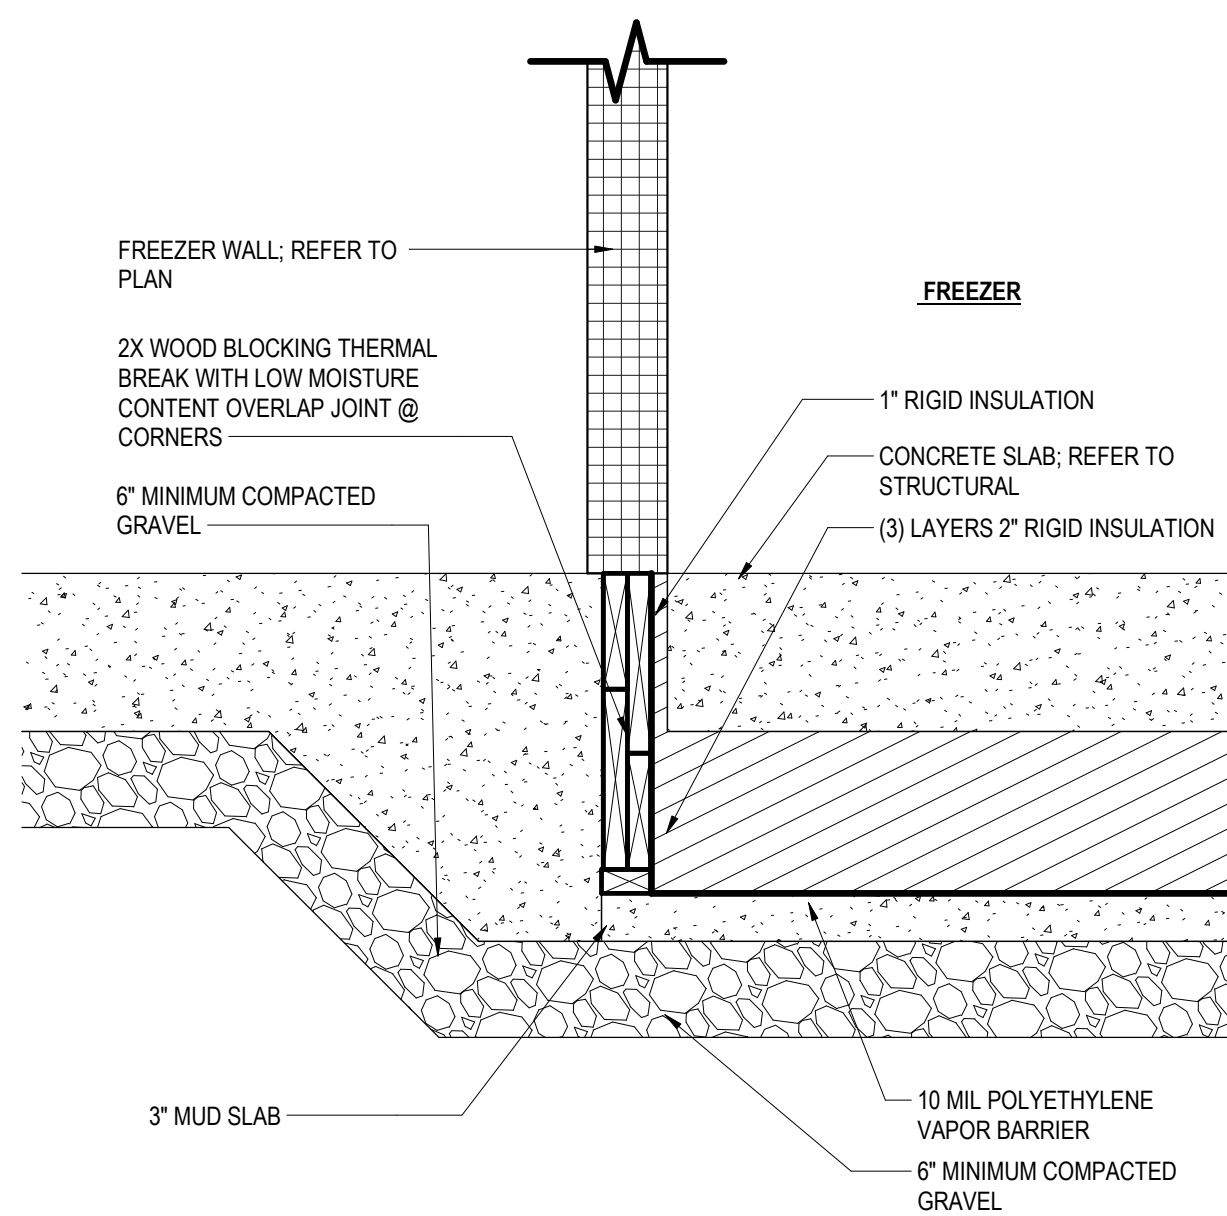 FREEZER WALL; REFER TO
PLAN
FREEZER
2X WOOD BLOCKING THERMAL
BREAK WITH LOW MOISTURE
CONTENT OVERLAP JOINT @
CORNERS
1" RIGID INSULATION
CONCRETE SLAB; REFER TO
STRUCTURAL
6" MINIMUM COMPACTED
GRAVEL
(3) LAYERS 2" RIGID INSULATION
3" MUD SLAB
10 MIL POLYETHYLENE
VAPOR BARRIER
6" MINIMUM COMPACTED
GRAVEL